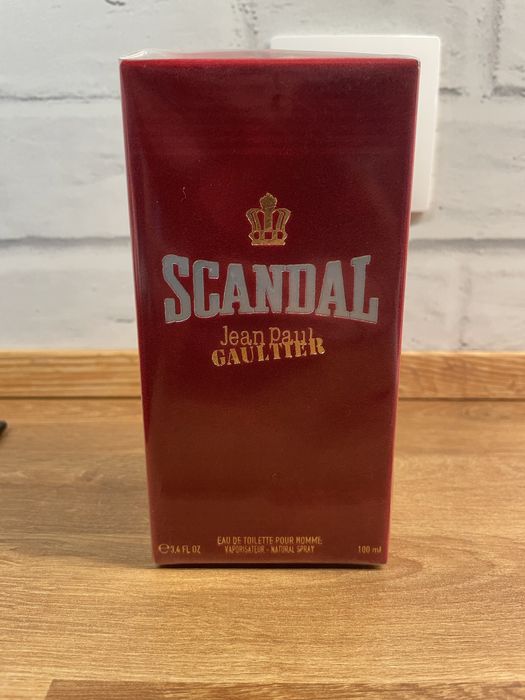 SCANDAL
Jean Paul
GAULTIER
EAU DE TOILETTE POUR HOMME
℮3.4 FL OZ VAPORISATEUR - NATURAL SPRAY 100 ml